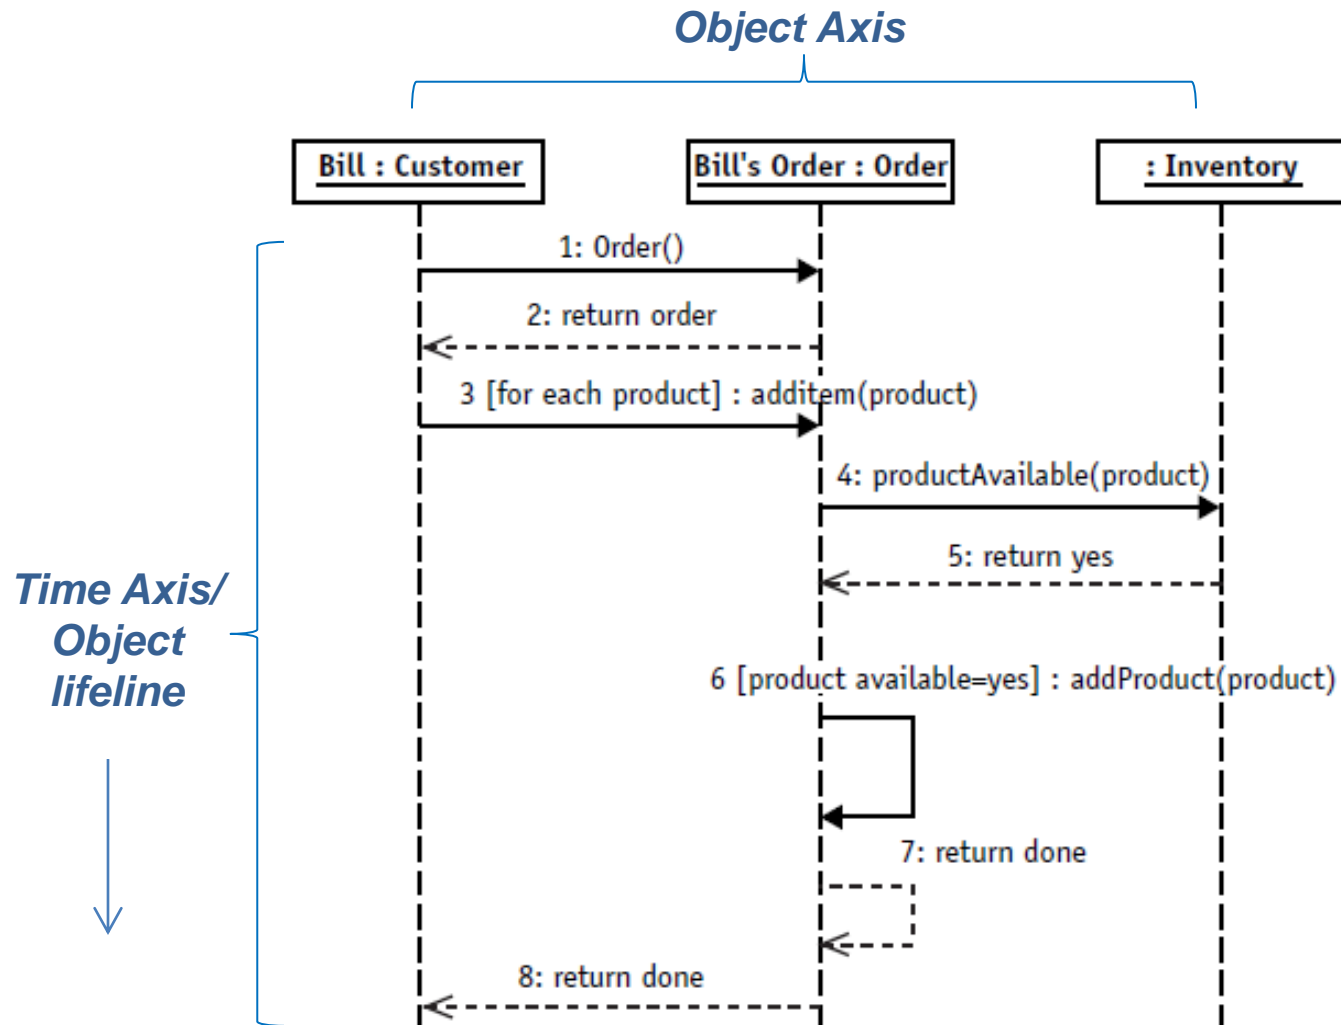 Object Axis
Bill : Customer
Bill's Order : Order
: Inventory
1: Order()
2: return order
3 [for each product] : additem(product)
4: productAvailable(product)
5: return yes
Time Axis/
Object
lifeline
6 [product available=yes] : addProduct(product)
7: return done
8: return done